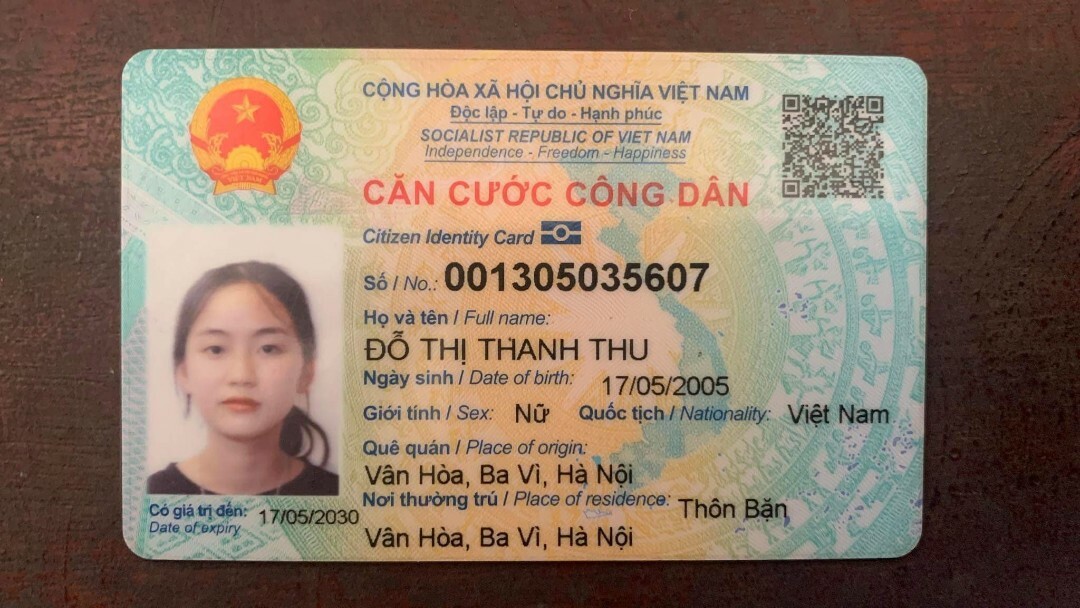 CỘNG HÒA XÃ HỘI CHỦ NGHĨA VIỆT NAM
Độc lập - Tự do - Hạnh phúc
SOCIALIST REPUBLIC OF VIET NAM
Independence - Freedom - Happiness
CĂN CƯỚC CÔNG DÂN
Citizen Identity Card
Số / No.: 001305035607
Họ và tên / Full name:
ĐỖ THỊ THANH THU
Ngày sinh / Date of birth: 17/05/2005
Giới tính / Sex: Nữ Quốc tịch / Nationality: Việt Nam
Quê quán / Place of origin:
Vân Hòa, Ba Vì, Hà Nội
Nơi thường trú / Place of residence: Thôn Bặn
Vân Hòa, Ba Vì, Hà Nội
Có giá trị đến: 17/05/2030
Date of expiry
VIỆT NAM